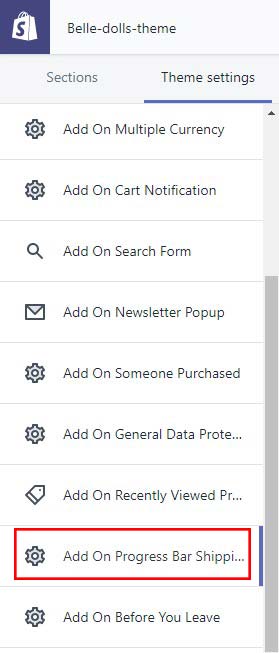 Belle-dolls-theme
Sections Theme settings
Add On Multiple Currency
Add On Cart Notification
Add On Search Form
Add On Newsletter Popup
Add On Someone Purchased
Add On General Data Prote...
Add On Recently Viewed Pr...
Add On Progress Bar Shippi...
Add On Before You Leave